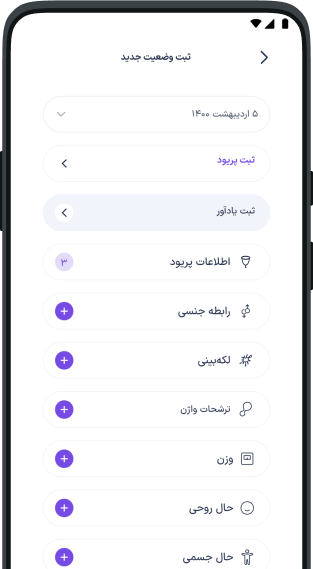 ثبت وضعیت جدید
۵ اردیبهشت ۱۴۰۰
ثبت پریود
ثبت یادآور
اطلاعات پریود
۳
رابطه جنسی
لکه‌بینی
ترشحات واژن
وزن
حال روحی
حال جسمی